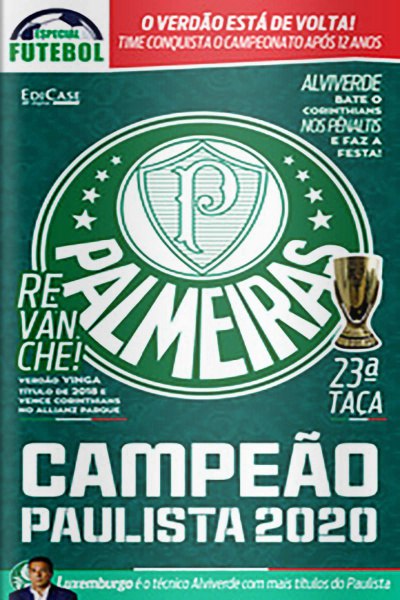 ESPECIAL
FUTEBOL
O VERDÃO ESTÁ DE VOLTA!
TIME CONQUISTA O CAMPEONATO APÓS 12 ANOS
EDICASE
ALVIVERDE
BATE O
CORINTHIANS
NOS PÊNALTIS
E FAZ A
FESTA!
P
PALMEIRAS
RE
VAN
CHE!
VERDÃO VINGA
TÍTULO DE 2018 E
VENCE CORINTHIANS
NO ALLIANZ PARQUE
23ª
TAÇA
CAMPEÃO
PAULISTA 2020
Luxemburgo é o técnico Alviverde com mais títulos do Paulista